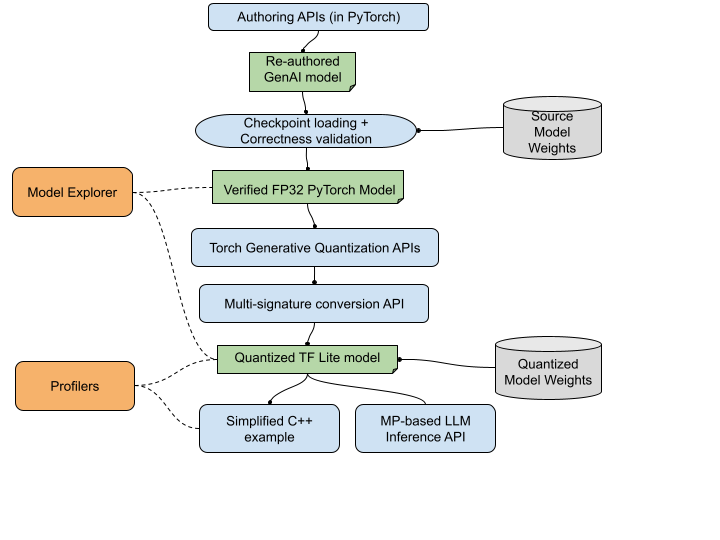 Authoring APIs (in PyTorch)
Re-authored
GenAI model
Checkpoint loading +
Correctness validation
Source
Model
Weights
Model Explorer
Verified FP32 PyTorch Model
Torch Generative Quantization APIs
Multi-signature conversion API
Quantized TF Lite model
Quantized
Model Weights
Profilers
Simplified C++
example
MP-based LLM
Inference API